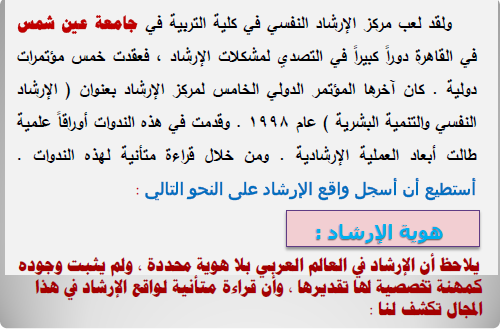 ولقد لعب مركز الإرشاد النفسي في كلية التربية في جامعة عين شمس
في القاهرة دوراً كبيراً في التصدي لمشكلات الإرشاد ، فعقدت خمس مؤتمرات
دولية . كان آخرها المؤتمر الدولي الخامس لمركز الإرشاد بعنوان ( الإرشاد
النفسي والتنمية البشرية ) عام ١٩٩٨ . وقدمت في هذه الندوات أوراقاً علمية
طالت أبعاد العملية الإرشادية . ومن خلال قراءة متأنية لهذه الندوات .
أستطيع أن أسجل واقع الإرشاد على النحو التالي :
هوية الإرشاد :
يلاحظ أن الإرشاد في العالم العربي بلا هوية محددة ، ولم يثبت وجوده
كمهنة تخصصية لها تقديرها ، وأن قراءة متأنية لواقع الإرشاد في هذا
المجال تكشف لنا :